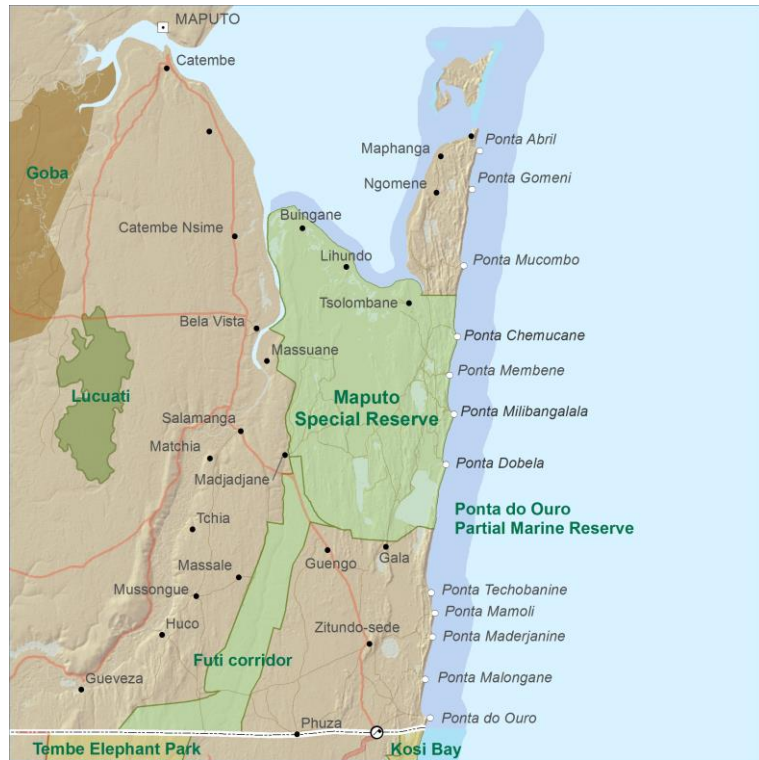 MAPUTO
Catembe
Ponta Abril
Maphanga
Goba
Ponta Gomeni
Ngomene
Buingane
Catembe Nsime
Lihundo
Ponta Mucombo
Tsolombane
Bela Vista
Ponta Chemucane
Massuane
Maputo
Special Reserve
Ponta Membene
Lucuati
Ponta Milibangalala
Salamanga
Matchia
Ponta Dobela
Madjadjane
Ponta do Ouro
Partial Marine Reserve
Tchia
Guengo
Gala
Massale
Mussongue
Ponta Techobanine
Ponta Mamoli
Huco
Zitundo-sede
Ponta Maderjanine
Futi corridor
Gueveza
Ponta Malongane
Phuza
Ponta do Ouro
Tembe Elephant Park
Kosi Bay